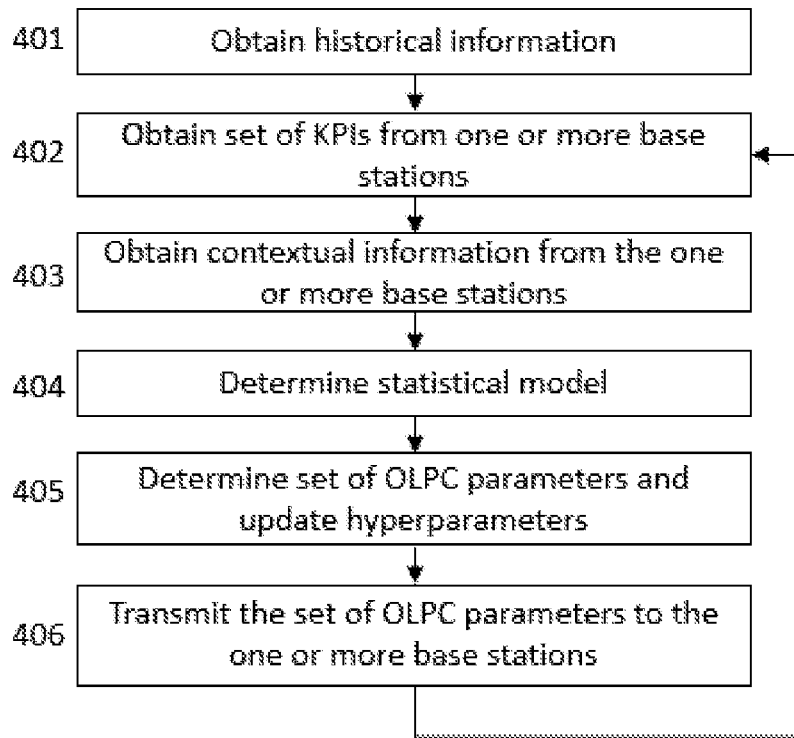 401
Obtain historical information
402
Obtain set of KPIs from one or more base
stations
403
Obtain contextual information from the one
or more base stations
404
Determine statistical model
405
Determine set of OLPC parameters and
update hyperparameters
406
Transmit the set of OLPC parameters to the
one or more base stations